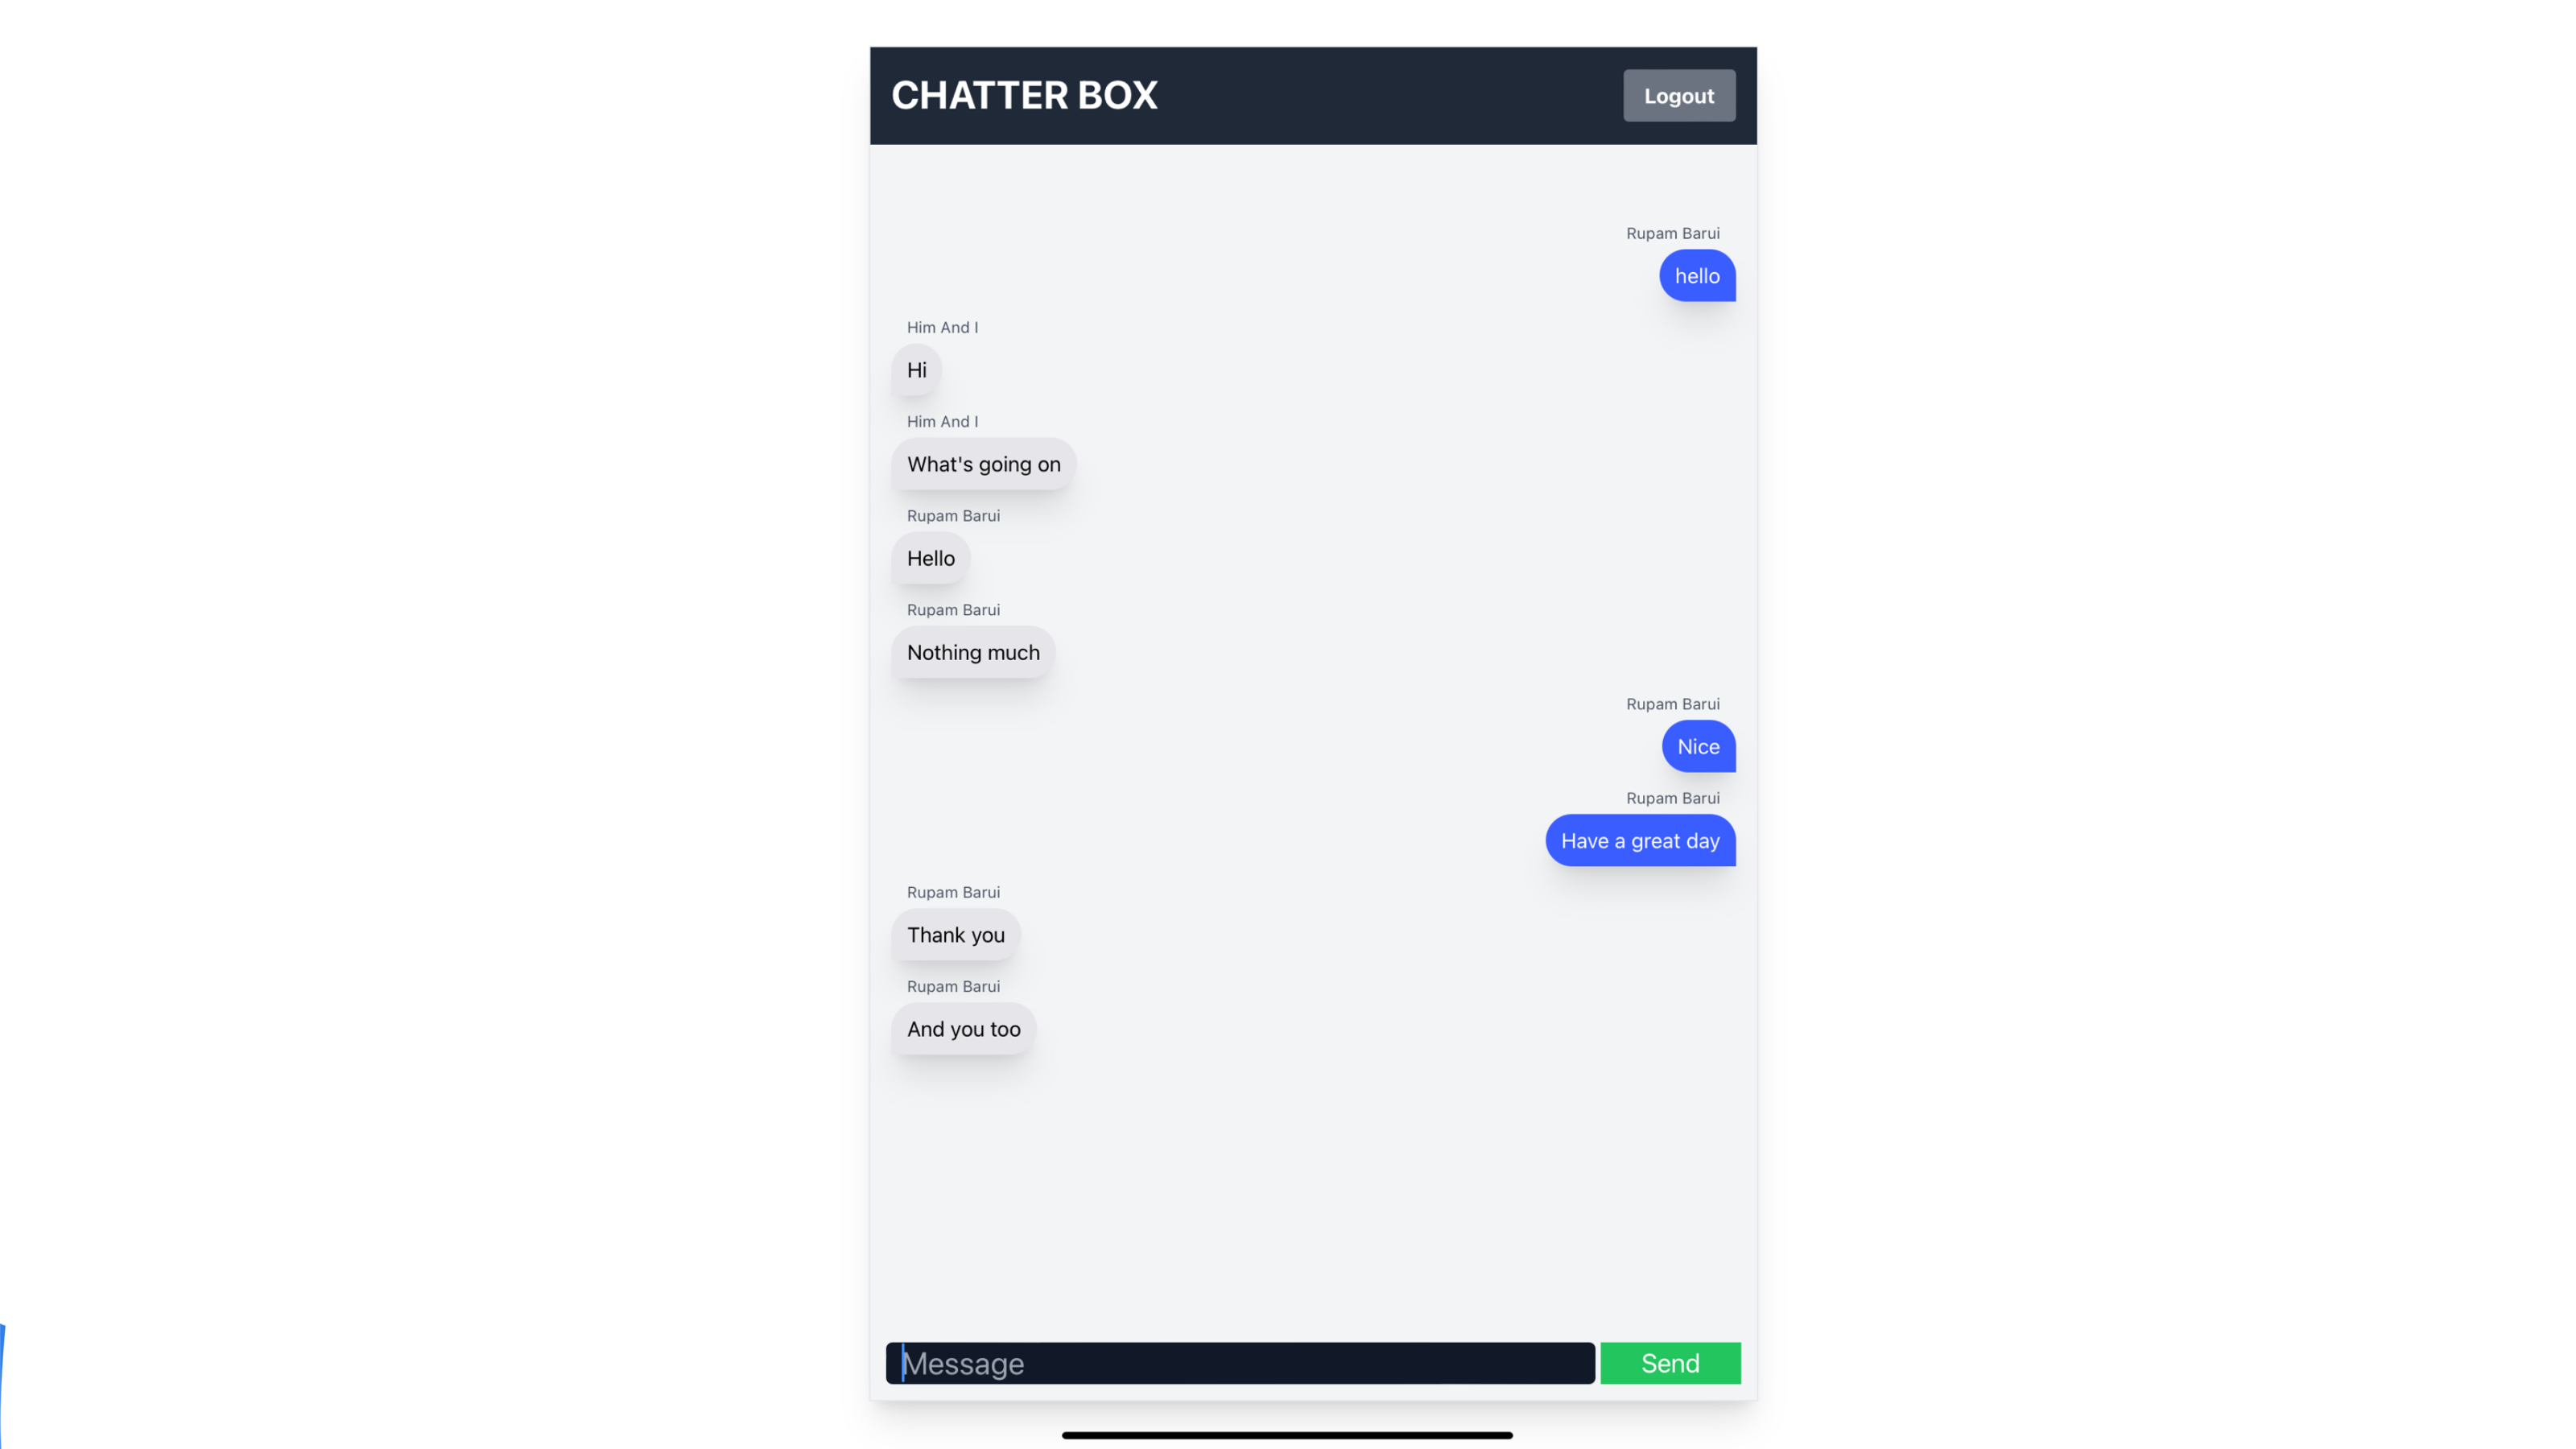 CHATTER BOX
Logout
Rupam Barui
hello
Him And I
Hi
Him And I
What's going on
Rupam Barui
Hello
Rupam Barui
Nothing much
Rupam Barui
Nice
Rupam Barui
Have a great day
Rupam Barui
Thank you
Rupam Barui
And you too
Message
Send